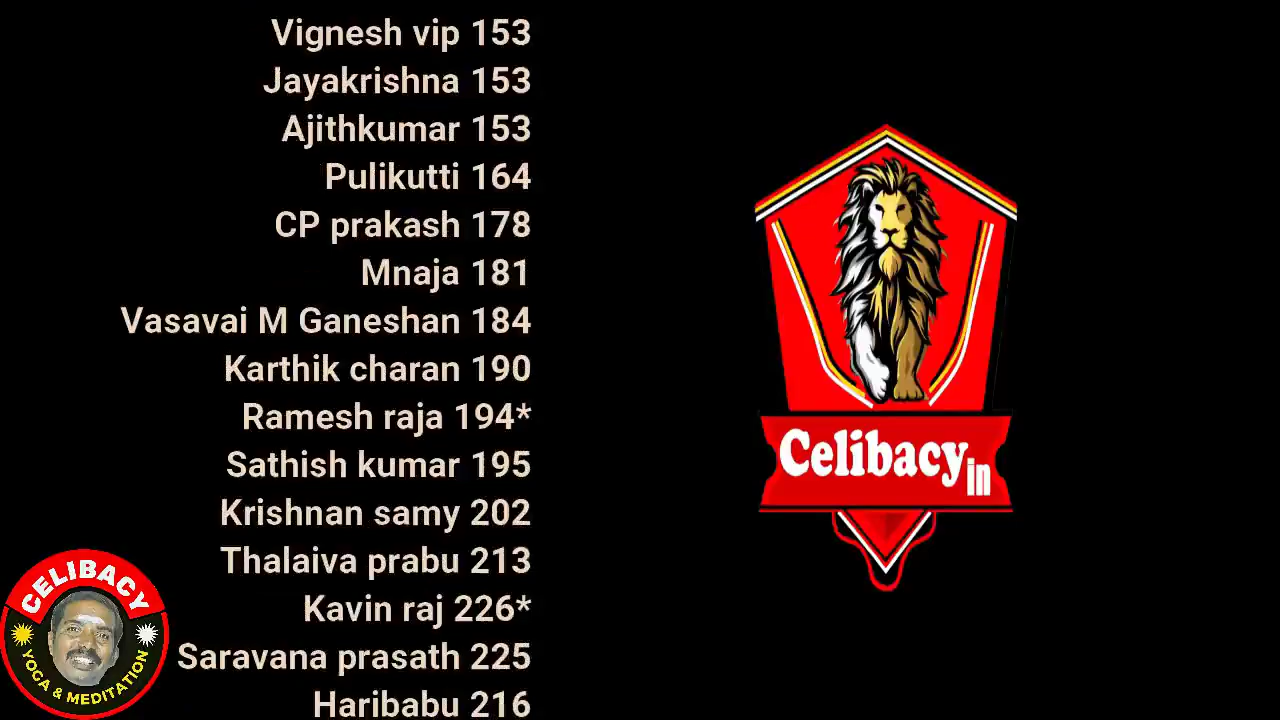 Vignesh vip 153
Jayakrishna 153
Ajithkumar 153
Pulikutti 164
CP prakash 178
Mnaja 181
Vasavai M Ganeshan 184
Karthik charan 190
Ramesh raja 194*
Sathish kumar 195
Krishnan samy 202
Thalaiva prabu 213
Kavin raj 226*
Saravana prasath 225
Haribabu 216
Celibacy in
CELIBACY
YOGA & MEDITATION